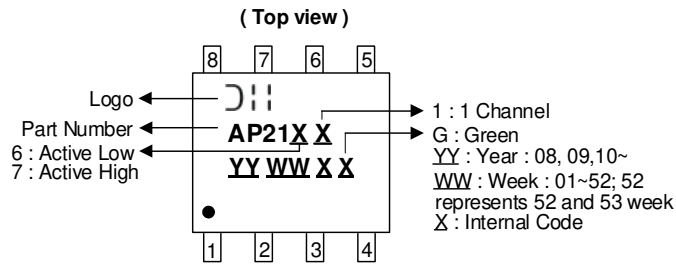 ( Top view )
8 7 6 5
Logo
Part Number
6 : Active Low
7 : Active High
AP21X X
YY WW X X
1 : 1 Channel
G : Green
YY : Year : 08, 09,10~
WW : Week : 01~52; 52
represents 52 and 53 week
X : Internal Code
1 2 3 4